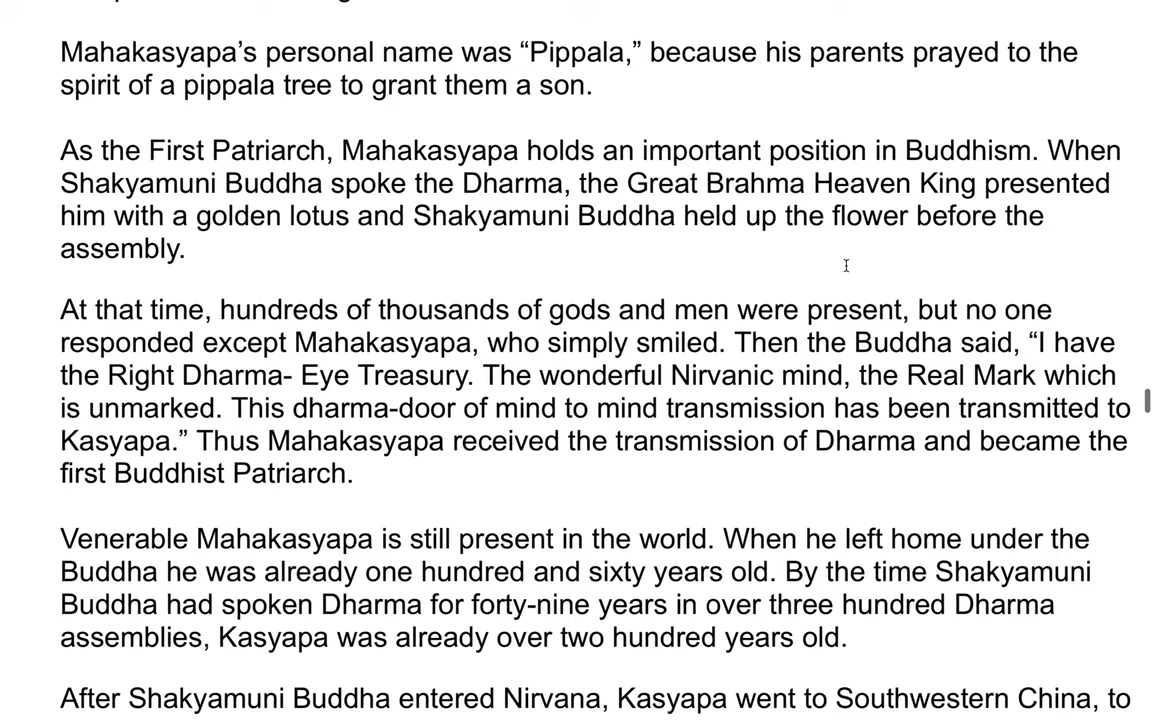 Mahakasyapa’s personal name was “Pippala,” because his parents prayed to the
spirit of a pippala tree to grant them a son.
As the First Patriarch, Mahakasyapa holds an important position in Buddhism. When
Shakyamuni Buddha spoke the Dharma, the Great Brahma Heaven King presented
him with a golden lotus and Shakyamuni Buddha held up the flower before the
assembly.
At that time, hundreds of thousands of gods and men were present, but no one
responded except Mahakasyapa, who simply smiled. Then the Buddha said, “I have
the Right Dharma- Eye Treasury. The wonderful Nirvanic mind, the Real Mark which
is unmarked. This dharma-door of mind to mind transmission has been transmitted to
Kasyapa.” Thus Mahakasyapa received the transmission of Dharma and became the
first Buddhist Patriarch.
Venerable Mahakasyapa is still present in the world. When he left home under the
Buddha he was already one hundred and sixty years old. By the time Shakyamuni
Buddha had spoken Dharma for forty-nine years in over three hundred Dharma
assemblies, Kasyapa was already over two hundred years old.
After Shakyamuni Buddha entered Nirvana, Kasyapa went to Southwestern China, to